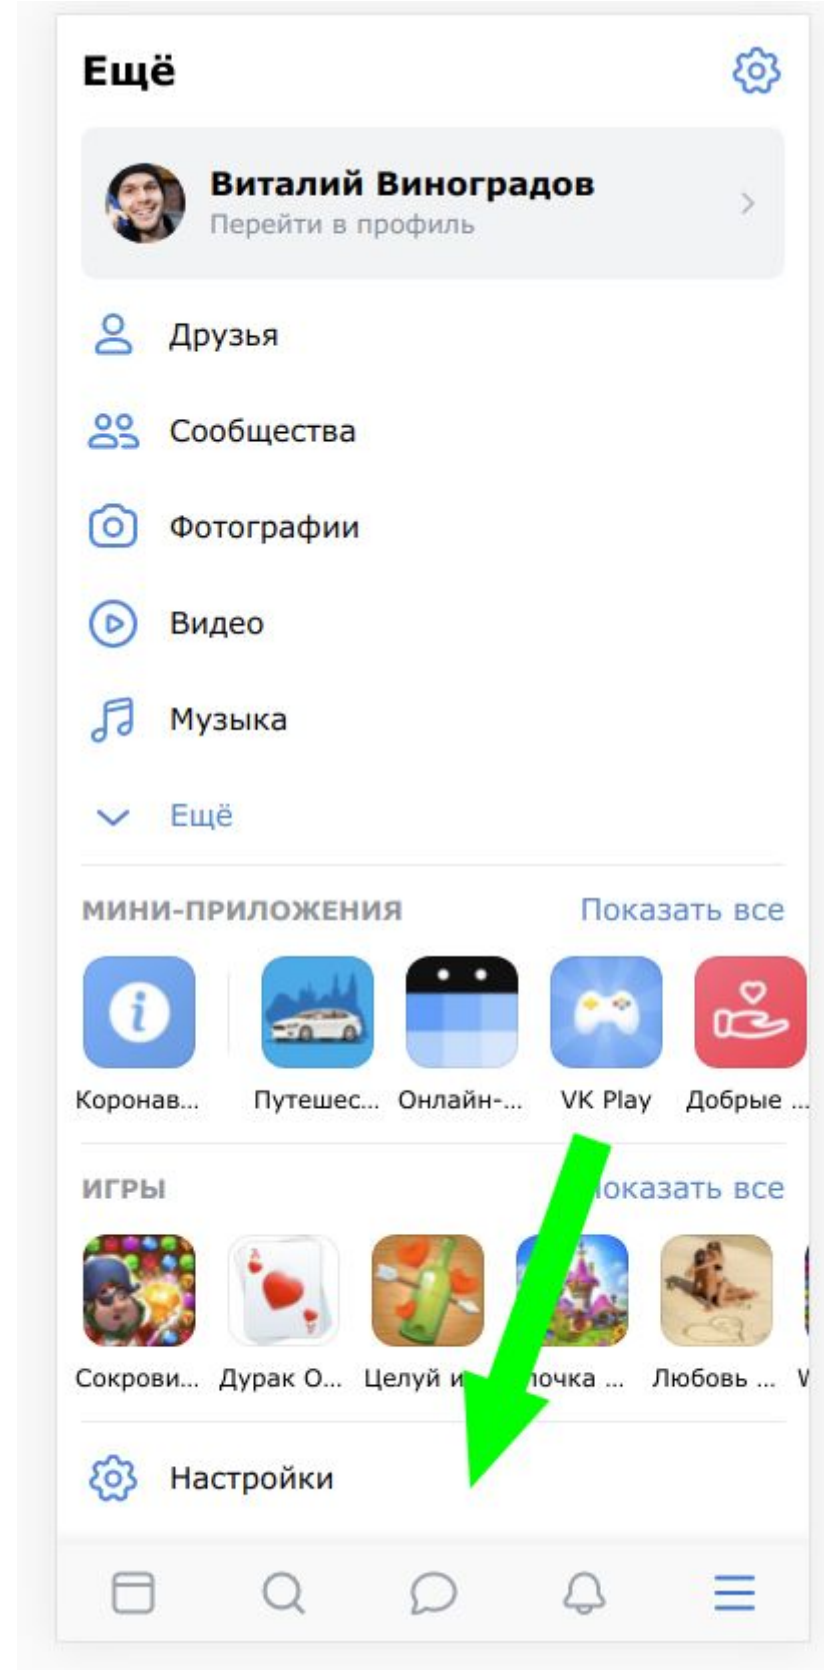 Ещё
Виталий Виноградов
Перейти в профиль
Друзья
Сообщества
Фотографии
Видео
Музыка
Ещё
МИНИ-ПРИЛОЖЕНИЯ Показать все
Коронав... Путешес... Онлайн-... VK Play Добрые ...
ИГРЫ оказать все
Сокрови... Дурак О... Целуй и почка ... Любовь ...
Настройки